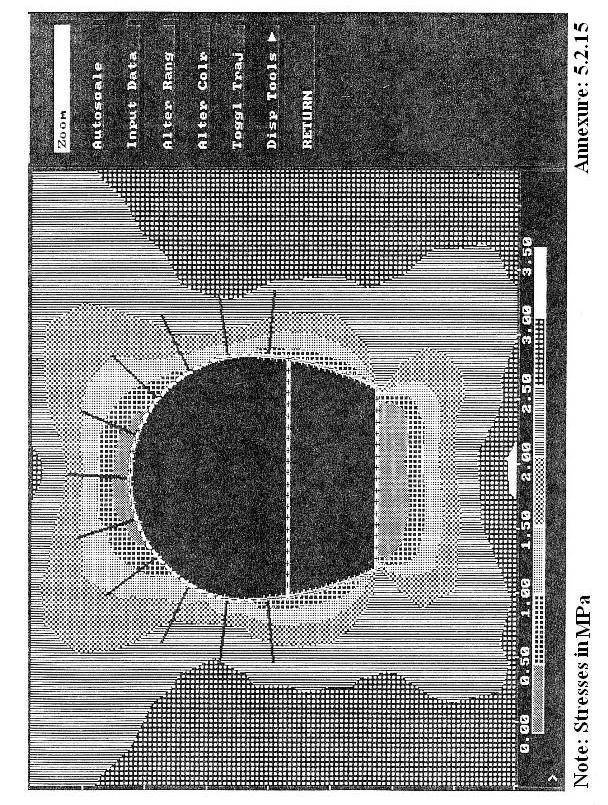 Zoom
Autoscale
Input Data
Alter Rang
Alter Colr
Toggl Traj
Disp Tools ▶
RETURN
0.00 0.50 1.00 1.50 2.00 2.50 3.00 3.50
>
Note: Stresses in MPa
Annexure: 5.2.15